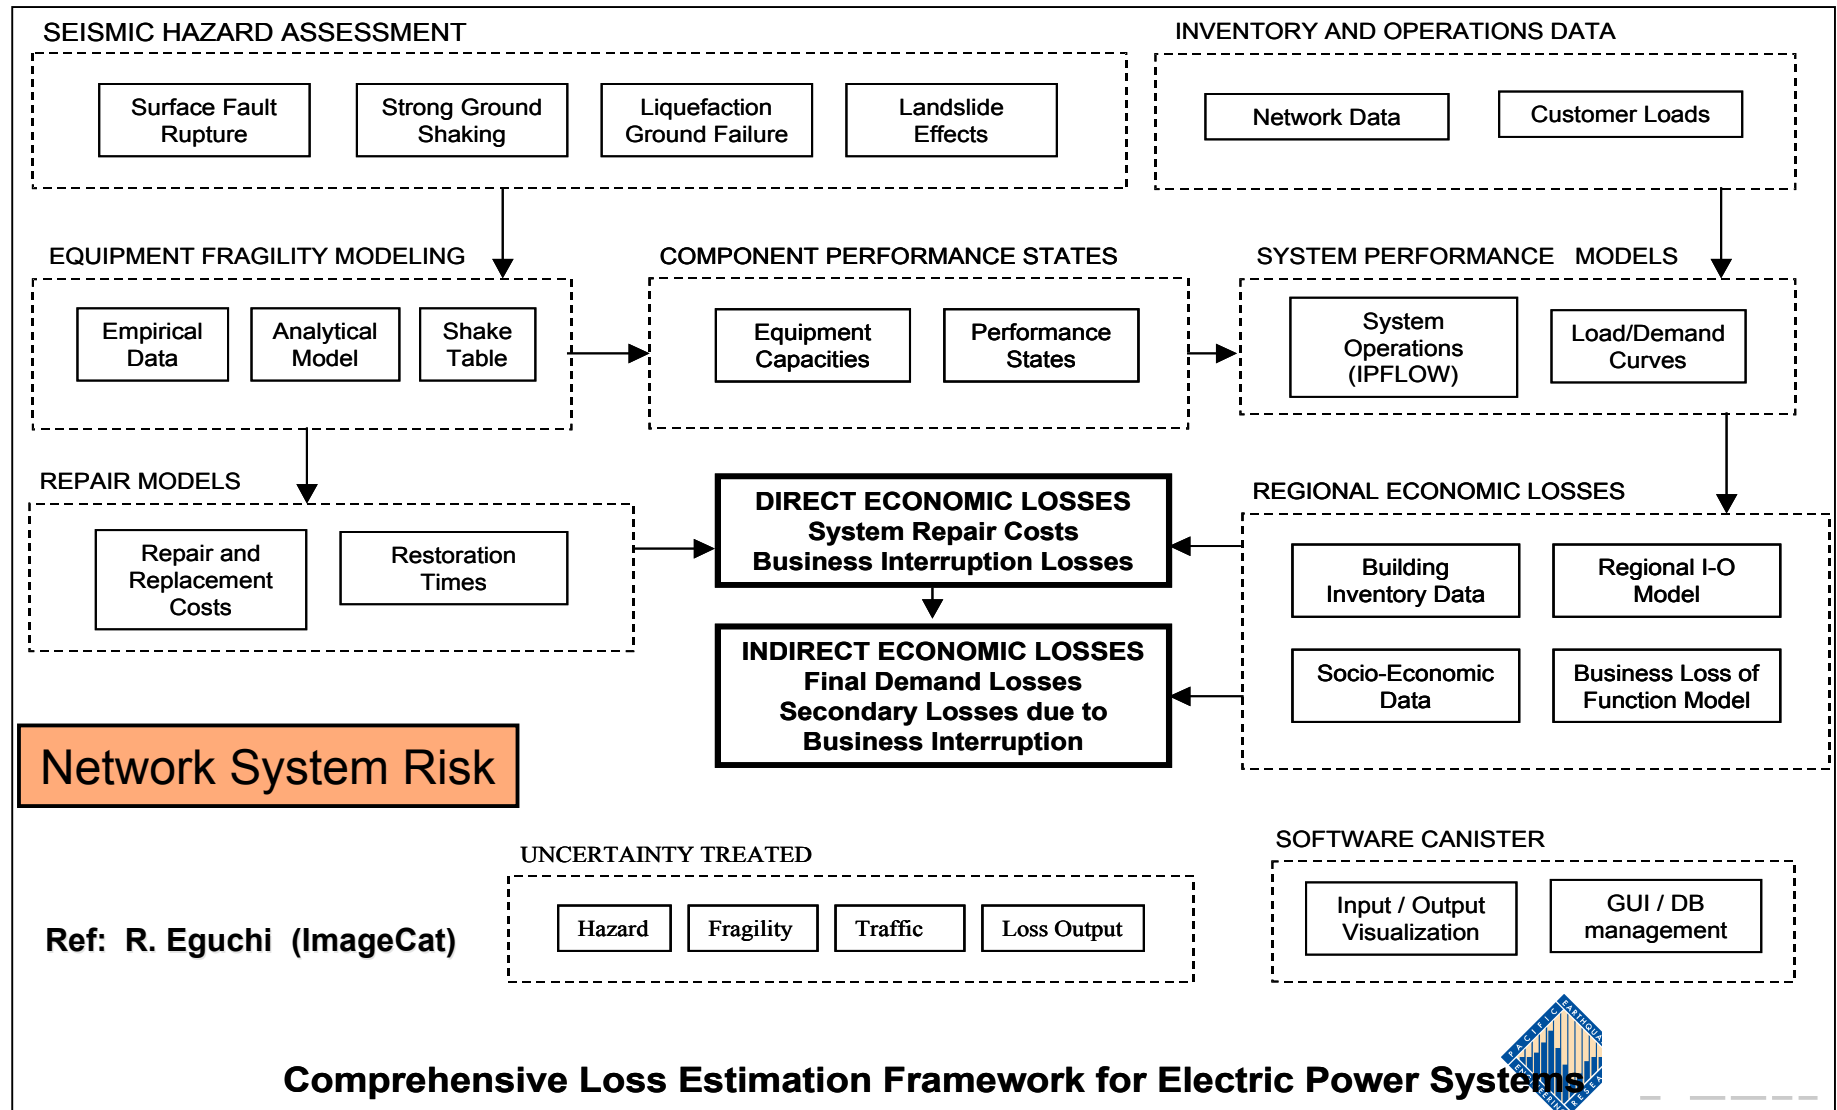 SEISMIC HAZARD ASSESSMENT
Surface Fault
Rupture
Strong Ground
Shaking
Liquefaction
Ground Failure
Landslide
Effects
INVENTORY AND OPERATIONS DATA
Network Data
Customer Loads
EQUIPMENT FRAGILITY MODELING
Empirical
Data
Analytical
Model
Shake
Table
COMPONENT PERFORMANCE STATES
Equipment
Capacities
Performance
States
SYSTEM PERFORMANCE MODELS
System
Operations
(IPFLOW)
Load/Demand
Curves
REPAIR MODELS
Repair and
Replacement
Costs
Restoration
Times
DIRECT ECONOMIC LOSSES
System Repair Costs
Business Interruption Losses
INDIRECT ECONOMIC LOSSES
Final Demand Losses
Secondary Losses due to
Business Interruption
REGIONAL ECONOMIC LOSSES
Building
Inventory Data
Regional I-O
Model
Socio-Economic
Data
Business Loss of
Function Model
Network System Risk
UNCERTAINTY TREATED
Hazard
Fragility
Traffic
Loss Output
SOFTWARE CANISTER
Input / Output
Visualization
GUI / DB
management
Ref: R. Eguchi (ImageCat)
PACIFIC
EARTHQUA
Comprehensive Loss Estimation Framework for Electric Power Systems